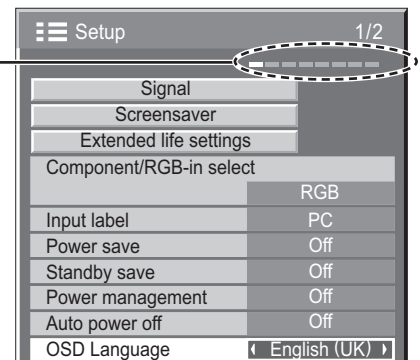 Setup 1/2
Signal
Screensaver
Extended life settings
Component/RGB-in select
RGB
Input label PC
Power save Off
Standby save Off
Power management Off
Auto power off Off
OSD Language English (UK)